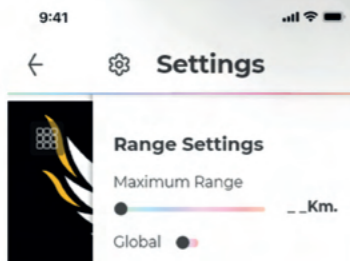 9:41
Settings
Range Settings
Maximum Range
_ _Km.
Global